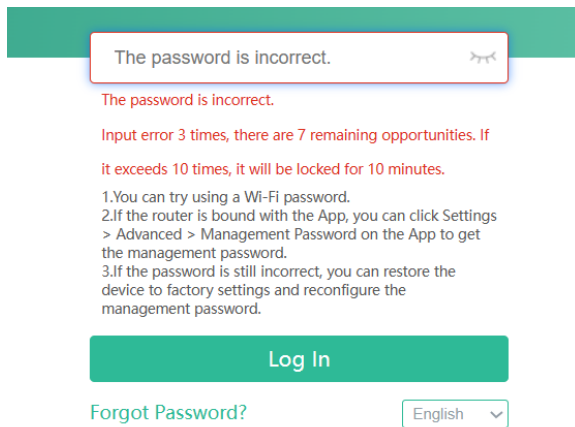 The password is incorrect.
The password is incorrect.
Input error 3 times, there are 7 remaining opportunities. If
it exceeds 10 times, it will be locked for 10 minutes.
1.You can try using a Wi-Fi password.
2.If the router is bound with the App, you can click Settings
> Advanced > Management Password on the App to get
the management password.
3.If the password is still incorrect, you can restore the
device to factory settings and reconfigure the
management password.
Log In
Forgot Password?
English